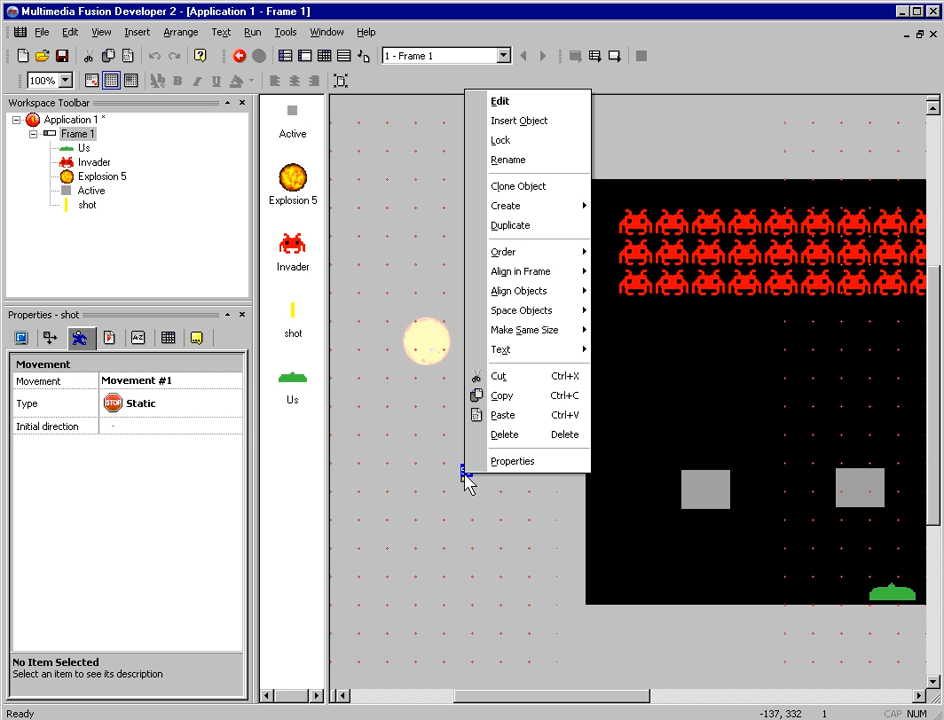 Multimedia Fusion Developer 2 - [Application 1 - Frame 1]
File Edit View Insert Arrange Text Run Tools Window Help
1 - Frame 1
100%
B I U A
Workspace Toolbar
Application 1 *
Frame 1
Us
Invader
Explosion 5
Active
shot
Properties - shot
Movement
Movement Movement #1
Type STOP Static
Initial direction
No Item Selected
Select an item to see its description
Active
Explosion 5
Invader
shot
Us
Edit
Insert Object
Lock
Rename
Clone Object
Create
Duplicate
Order
Align in Frame
Align Objects
Space Objects
Make Same Size
Text
Cut Ctrl+X
Copy Ctrl+C
Paste Ctrl+V
Delete Delete
Properties
Ready
-137, 332 1 CAP NUM